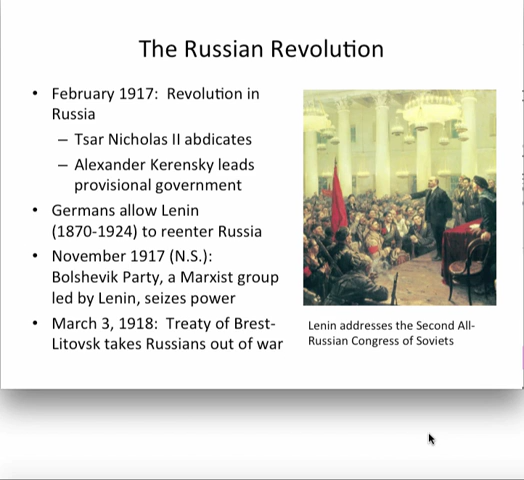 The Russian Revolution
• February 1917: Revolution in
Russia
– Tsar Nicholas II abdicates
– Alexander Kerensky leads
provisional government
• Germans allow Lenin
(1870-1924) to reenter Russia
• November 1917 (N.S.):
Bolshevik Party, a Marxist group
led by Lenin, seizes power
• March 3, 1918: Treaty of Brest-
Litovsk takes Russians out of war
Lenin addresses the Second All-
Russian Congress of Soviets